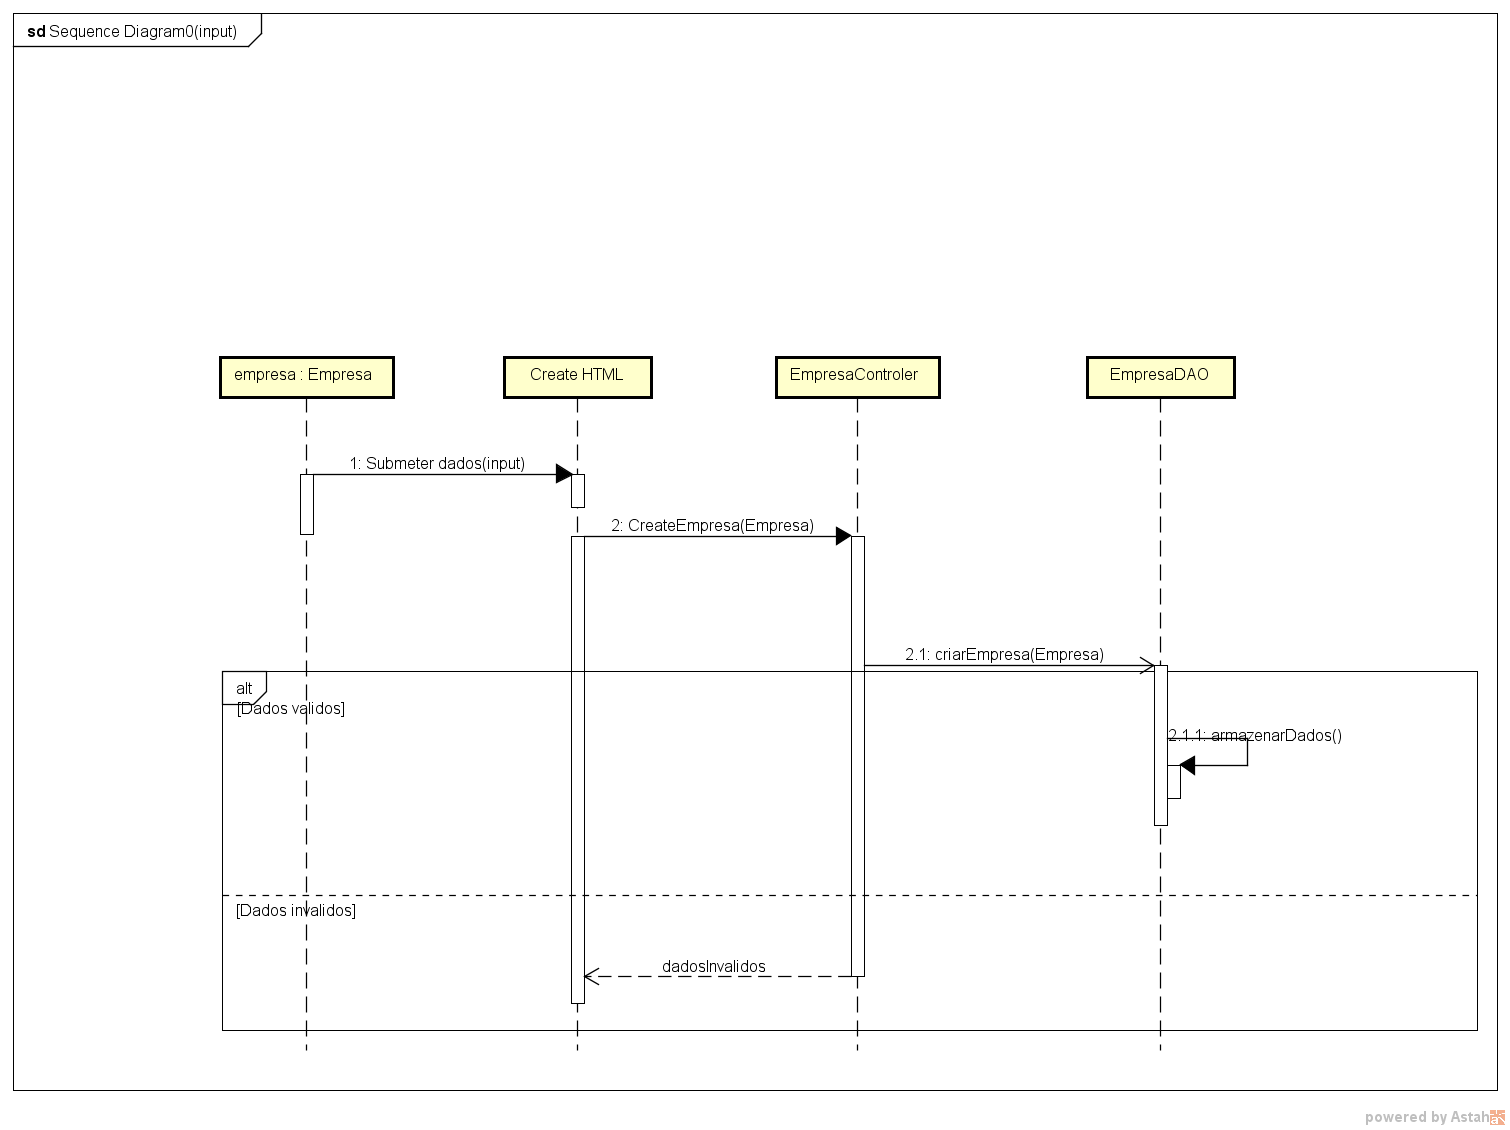 sd Sequence Diagram0(input)
empresa : Empresa
Create HTML
EmpresaControler
EmpresaDAO
1: Submeter dados(input)
2: CreateEmpresa(Empresa)
2.1: criarEmpresa(Empresa)
alt
[Dados validos]
2.1.1: armazenarDados()
[Dados invalidos]
dadosInvalidos
powered by Astah